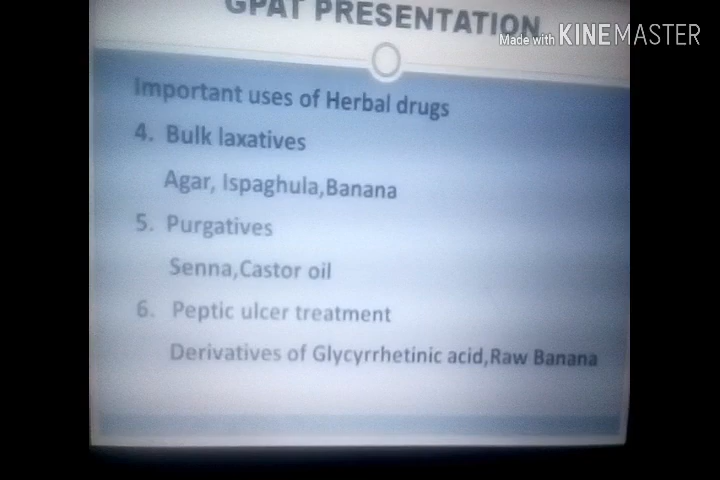 GPAT PRESENTATION
Made with KINEMASTER
Important uses of Herbal drugs
4. Bulk laxatives
Agar, Ispaghula,Banana
5. Purgatives
Senna,Castor oil
6. Peptic ulcer treatment
Derivatives of Glycyrrhetinic acid,Raw Banana